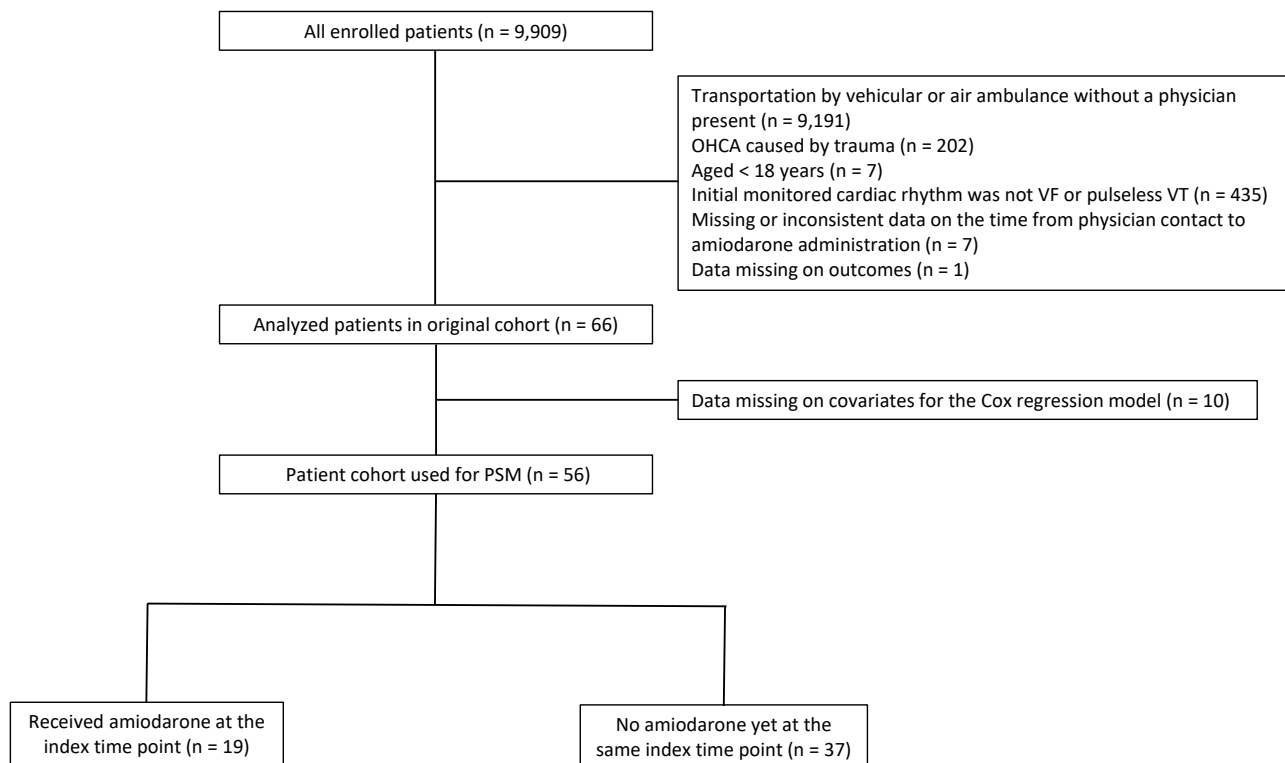 All enrolled patients (n = 9,909)
Transportation by vehicular or air ambulance without a physician
present (n = 9,191)
OHCA caused by trauma (n = 202)
Aged < 18 years (n = 7)
Initial monitored cardiac rhythm was not VF or pulseless VT (n = 435)
Missing or inconsistent data on the time from physician contact to
amiodarone administration (n = 7)
Data missing on outcomes (n = 1)
Analyzed patients in original cohort (n = 66)
Data missing on covariates for the Cox regression model (n = 10)
Patient cohort used for PSM (n = 56)
Received amiodarone at the
index time point (n = 19)
No amiodarone yet at the
same index time point (n = 37)